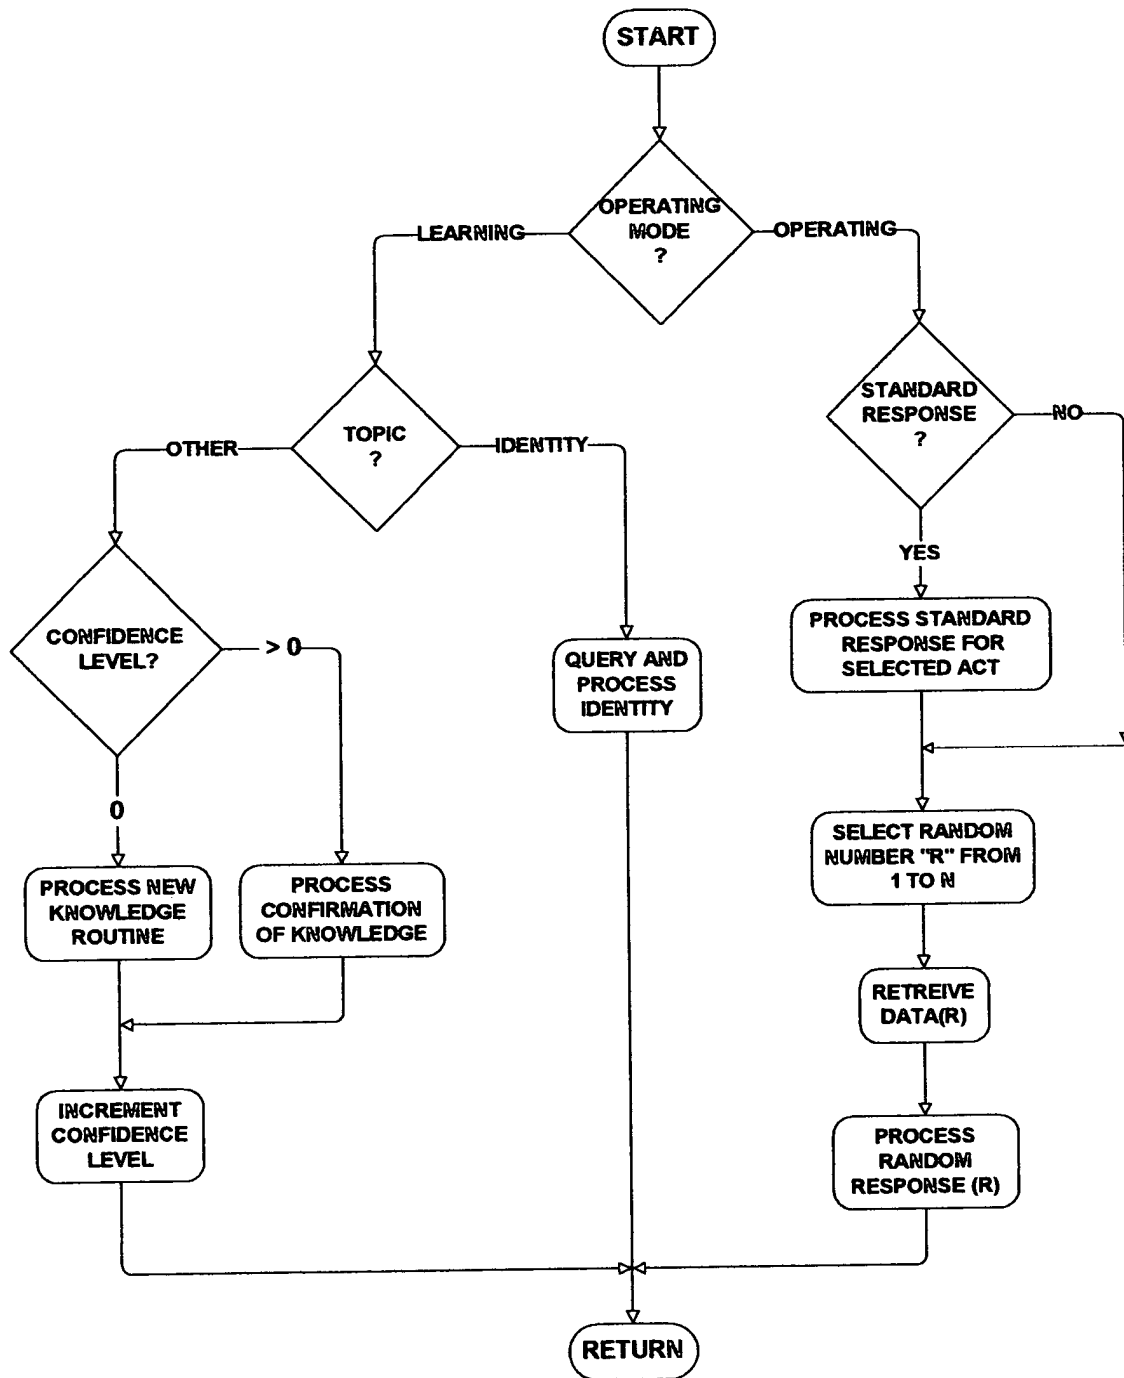 START
OPERATING
MODE
?
LEARNING
OPERATING
TOPIC
?
OTHER
IDENTITY
STANDARD
RESPONSE
?
NO
YES
CONFIDENCE
LEVEL?
> 0
0
QUERY AND
PROCESS
IDENTITY
PROCESS STANDARD
RESPONSE FOR
SELECTED ACT
SELECT RANDOM
NUMBER "R" FROM
1 TO N
PROCESS NEW
KNOWLEDGE
ROUTINE
PROCESS
CONFIRMATION
OF KNOWLEDGE
RETREIVE
DATA(R)
INCREMENT
CONFIDENCE
LEVEL
PROCESS
RANDOM
RESPONSE (R)
RETURN